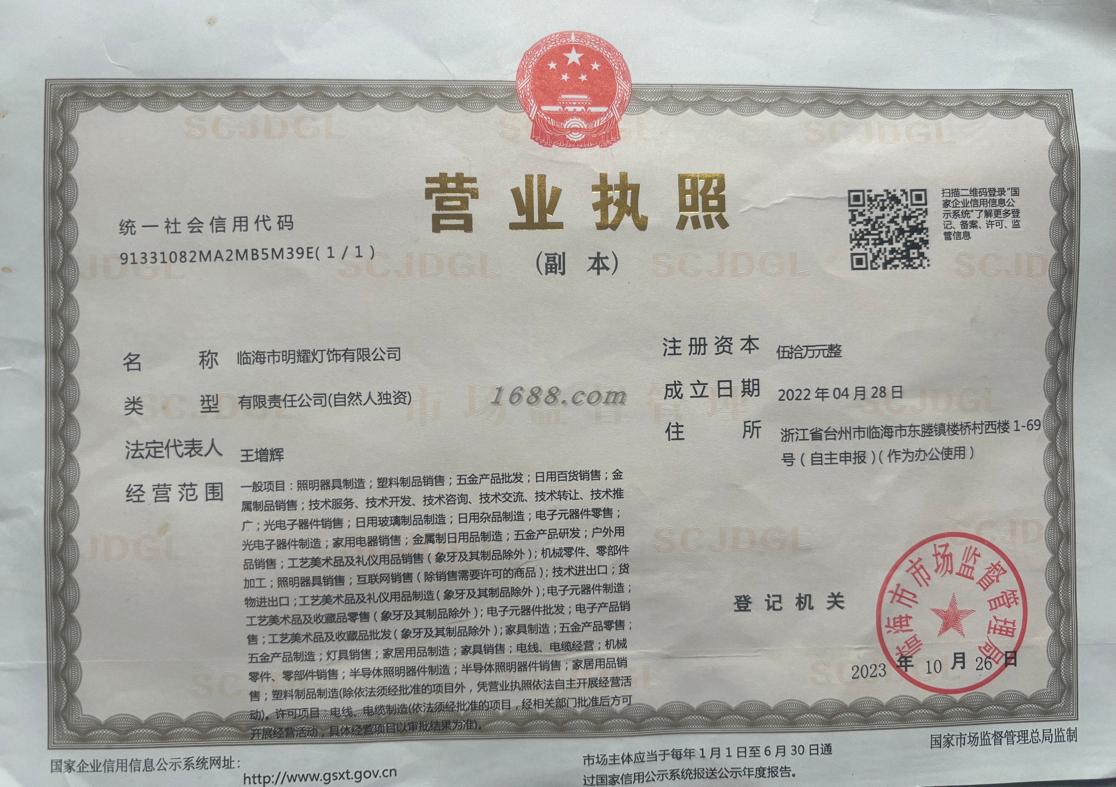 营业执照
(副 本)
统一社会信用代码
91331082MA2MB5M39E( 1 / 1 )
扫描二维码登录"国
家企业信用信息公
示系统"了解更多登
记、备案、许可、监
管信息
名 称 临海市明耀灯饰有限公司
类 型 有限责任公司(自然人独资)
法定代表人 王增辉
经营范围 一般项目：照明器具制造；塑料制品销售；五金产品批发；日用百货销售；金
属制品销售；技术服务、技术开发、技术咨询、技术交流、技术转让、技术推
广；光电子器件销售；日用玻璃制品制造；日用杂品制造；电子元器件零售；
光电子器件制造；家用电器销售；金属制日用品制造；五金产品研发；户外用
品销售；工艺美术品及礼仪用品销售（象牙及其制品除外）；机械零件、零部件
加工；照明器具销售；互联网销售（除销售需要许可的商品）；技术进出口；货
物进出口；工艺美术品及礼仪用品制造（象牙及其制品除外）；电子元器件制造；
工艺美术品及收藏品零售（象牙及其制品除外）；电子元器件批发；电子产品销
售；工艺美术品及收藏品批发（象牙及其制品除外）；家具制造；五金产品零售；
五金产品制造；灯具销售；家居用品制造；家具销售；电线、电缆经营；机械
零件、零部件销售；半导体照明器件制造；半导体照明器件销售；家居用品销
售；塑料制品制造(除依法须经批准的项目外，凭营业执照依法自主开展经营活
动)。许可项目：电线、电缆制造(依法须经批准的项目，经相关部门批准后方可
开展经营活动，具体经营项目以审批结果为准)。
注册资本 伍拾万元整
成立日期 2022 年 04 月 28 日
住 所 浙江省台州市临海市东塍镇楼桥村西楼 1-69
号（自主申报）（作为办公使用）
1688.com
SCJDGL
市场监督管理
登记机关
临海市市场监督管理局
2023 年 10 月 26 日
国家企业信用信息公示系统网址：
http://www.gsxt.gov.cn
市场主体应当于每年 1 月 1 日至 6 月 30 日通
过国家信用公示系统报送公示年度报告。
国家市场监督管理总局监制